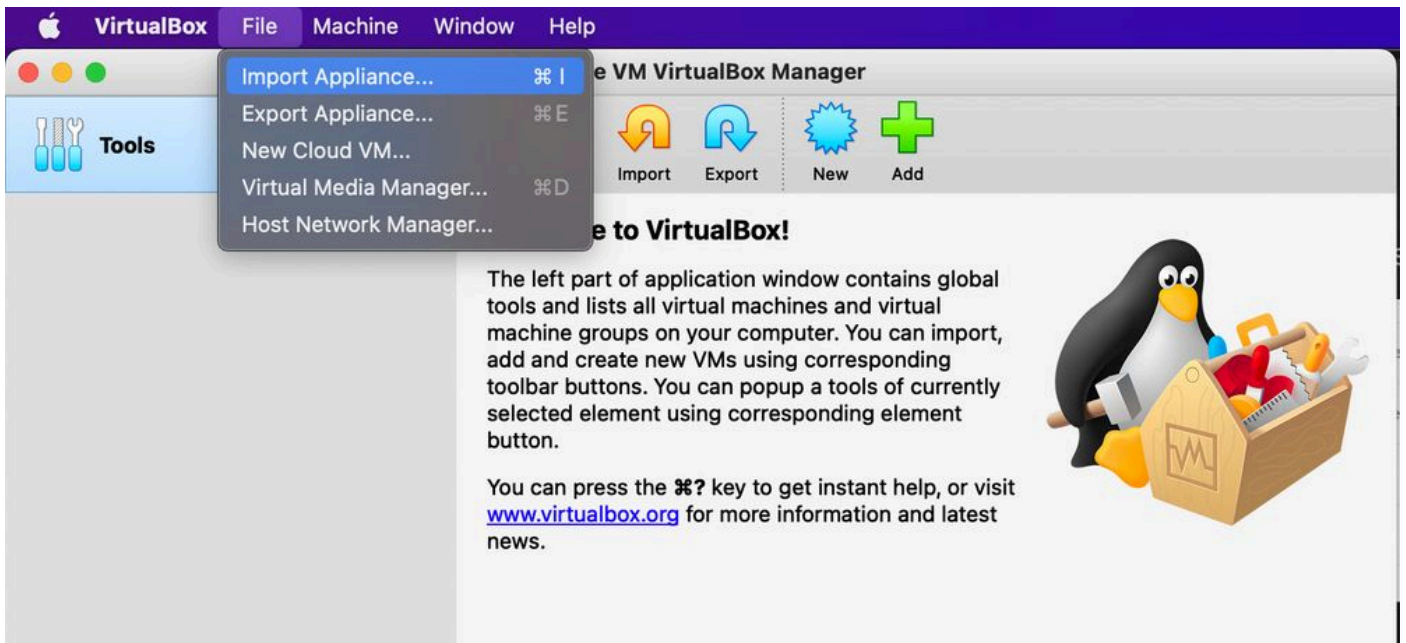 VirtualBox File Machine Window Help
e VM VirtualBox Manager
Import Appliance... ⌘ I
Export Appliance... ⌘ E
New Cloud VM...
Virtual Media Manager... ⌘ D
Host Network Manager...
Tools
Import Export New Add
e to VirtualBox!
The left part of application window contains global
tools and lists all virtual machines and virtual
machine groups on your computer. You can import,
add and create new VMs using corresponding
toolbar buttons. You can popup a tools of currently
selected element using corresponding element
button.
You can press the ⌘? key to get instant help, or visit
www.virtualbox.org for more information and latest
news.